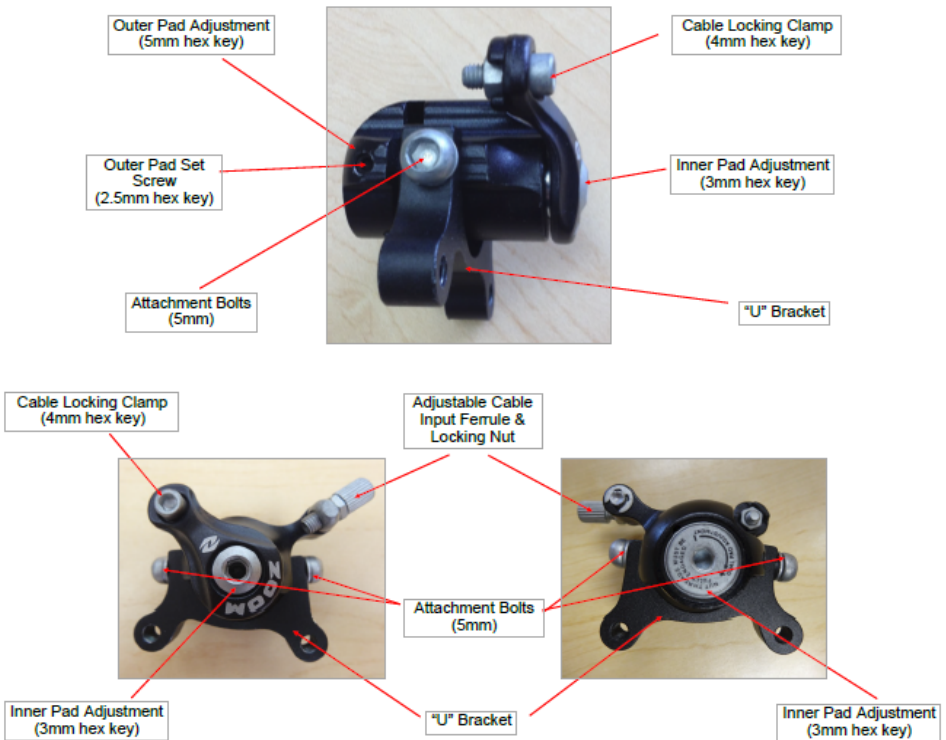 Outer Pad Adjustment
(5mm hex key)
Cable Locking Clamp
(4mm hex key)
Outer Pad Set
Screw
(2.5mm hex key)
Inner Pad Adjustment
(3mm hex key)
Attachment Bolts
(5mm)
"U" Bracket
Cable Locking Clamp
(4mm hex key)
Adjustable Cable
Input Ferrule &
Locking Nut
ZOOM
Attachment Bolts
(5mm)
Inner Pad Adjustment
(3mm hex key)
"U" Bracket
Inner Pad Adjustment
(3mm hex key)